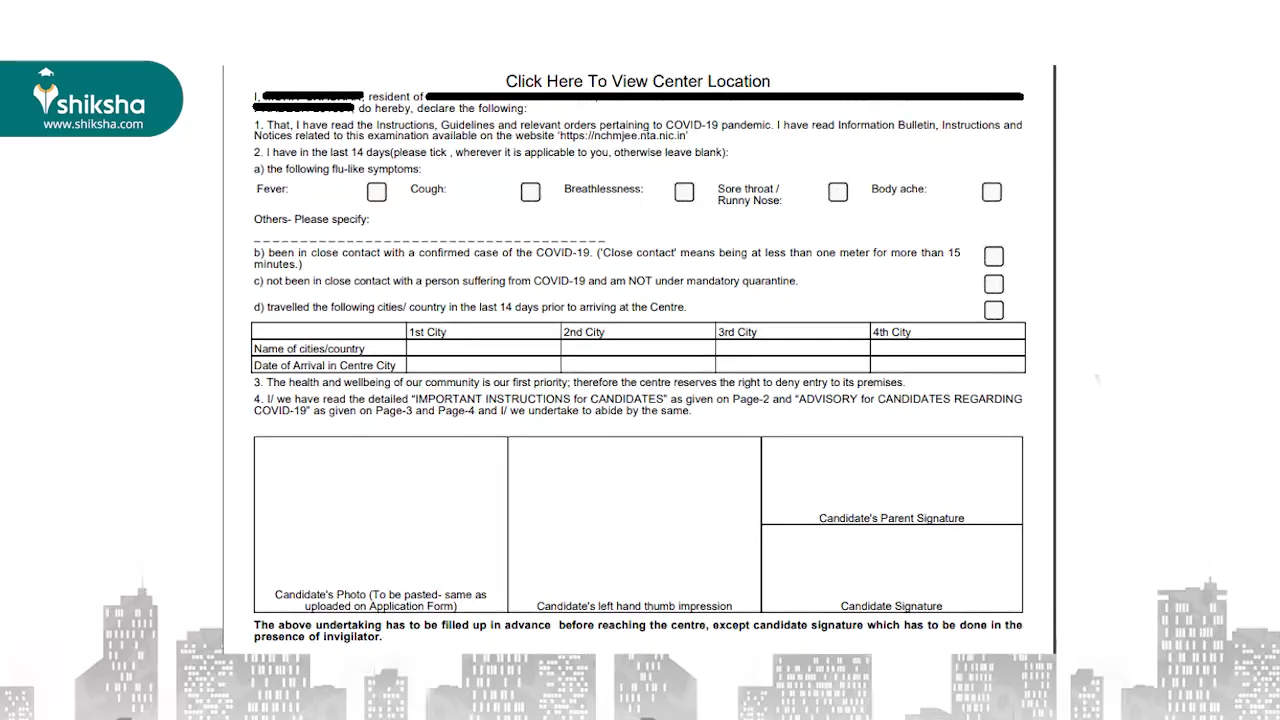 shiksha
www.shiksha.com
Click Here To View Center Location
I, resident of
do hereby, declare the following:
1. That, I have read the Instructions, Guidelines and relevant orders pertaining to COVID-19 pandemic. I have read Information Bulletin, Instructions and
Notices related to this examination available on the website 'https://nchmjee.nta.nic.in'
2. I have in the last 14 days(please tick , wherever it is applicable to you, otherwise leave blank):
a) the following flu-like symptoms:
Fever: Cough: Breathlessness: Sore throat / Body ache:
Runny Nose:
Others- Please specify:
b) been in close contact with a confirmed case of the COVID-19. ('Close contact' means being at less than one meter for more than 15
minutes.)
c) not been in close contact with a person suffering from COVID-19 and am NOT under mandatory quarantine.
d) travelled the following cities/ country in the last 14 days prior to arriving at the Centre.
1st City 2nd City 3rd City 4th City
Name of cities/country
Date of Arrival in Centre City
3. The health and wellbeing of our community is our first priority; therefore the centre reserves the right to deny entry to its premises.
4. I/ we have read the detailed “IMPORTANT INSTRUCTIONS for CANDIDATES” as given on Page-2 and “ADVISORY for CANDIDATES REGARDING
COVID-19” as given on Page-3 and Page-4 and I/ we undertake to abide by the same.
Candidate's Parent Signature
Candidate's Photo (To be pasted- same as
uploaded on Application Form)
Candidate's left hand thumb impression
Candidate Signature
The above undertaking has to be filled up in advance before reaching the centre, except candidate signature which has to be done in the
presence of invigilator.